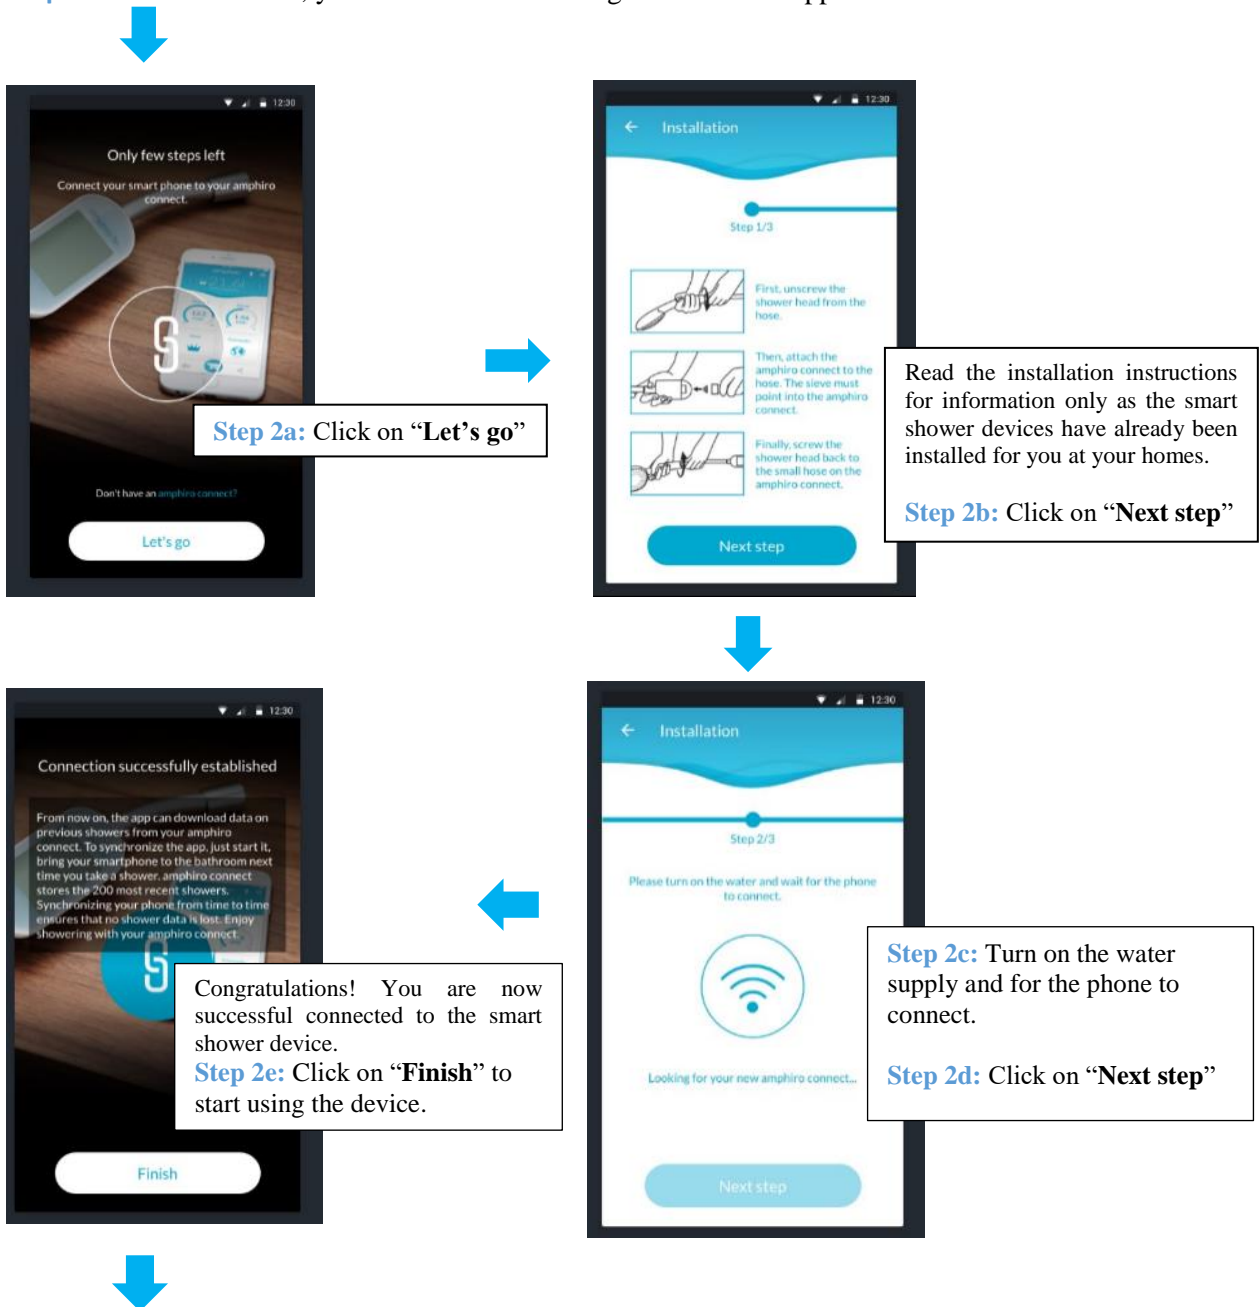 12:30
Only few steps left
Connect your smart phone to your amphiro
connect.
Step 2a: Click on “Let’s go”
Don't have an amphiro connect?
Let's go
12:30
Installation
Step 1/3
First, unscrew the
shower head from the
hose.
Then, attach the
amphiro connect to the
hose. The sieve must
point into the amphiro
connect.
Finally, screw the
shower head back to
the small hose on the
amphiro connect.
Next step
Read the installation instructions
for information only as the smart
shower devices have already been
installed for you at your homes.
Step 2b: Click on “Next step”
12:30
Installation
Step 2/3
Please turn on the water and wait for the phone
to connect.
Looking for your new amphiro connect...
Next step
Step 2c: Turn on the water
supply and for the phone to
connect.
Step 2d: Click on “Next step”
12:30
Connection successfully established
From now on, the app can download data on
previous showers from your amphiro
connect. To synchronize the app, just start it,
bring your smartphone to the bathroom next
time you take a shower. amphiro connect
stores the 200 most recent showers.
Synchronizing your phone from time to time
ensures that no shower data is lost. Enjoy
showering with your amphiro connect.
Congratulations! You are now
successful connected to the smart
shower device.
Step 2e: Click on “Finish” to
start using the device.
Finish